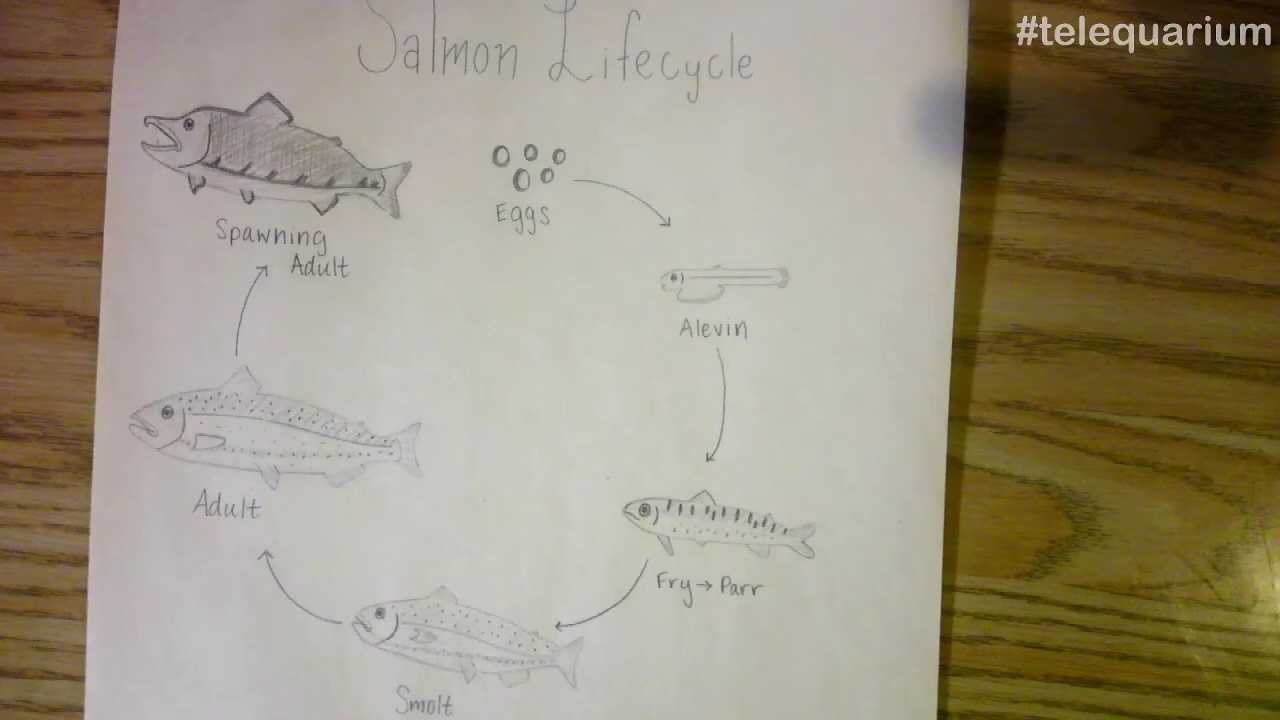 #telequarium
Salmon Lifecycle
Eggs
Alevin
Fry → Parr
Smolt
Adult
Spawning
Adult